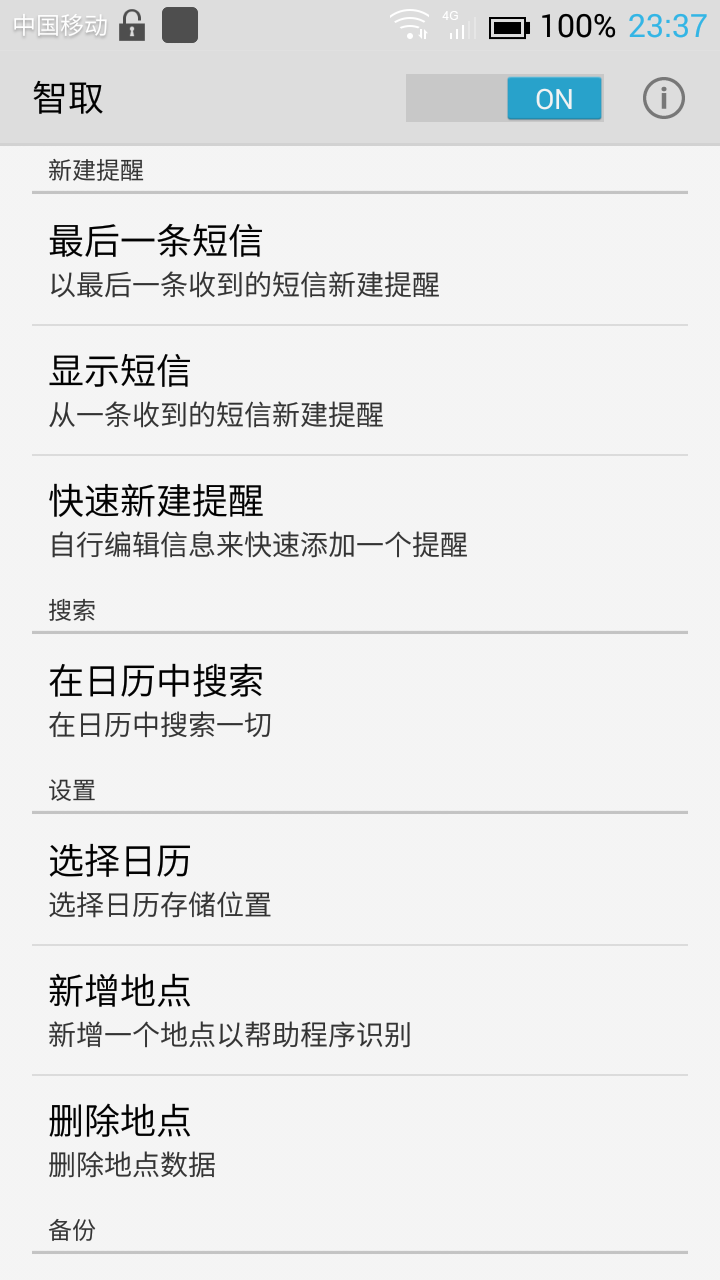 中国移动 4G 100% 23:37
智取 ON
新建提醒
最后一条短信
以最后一条收到的短信新建提醒
显示短信
从一条收到的短信新建提醒
快速新建提醒
自行编辑信息来快速添加一个提醒
搜索
在日历中搜索
在日历中搜索一切
设置
选择日历
选择日历存储位置
新增地点
新增一个地点以帮助程序识别
删除地点
删除地点数据
备份